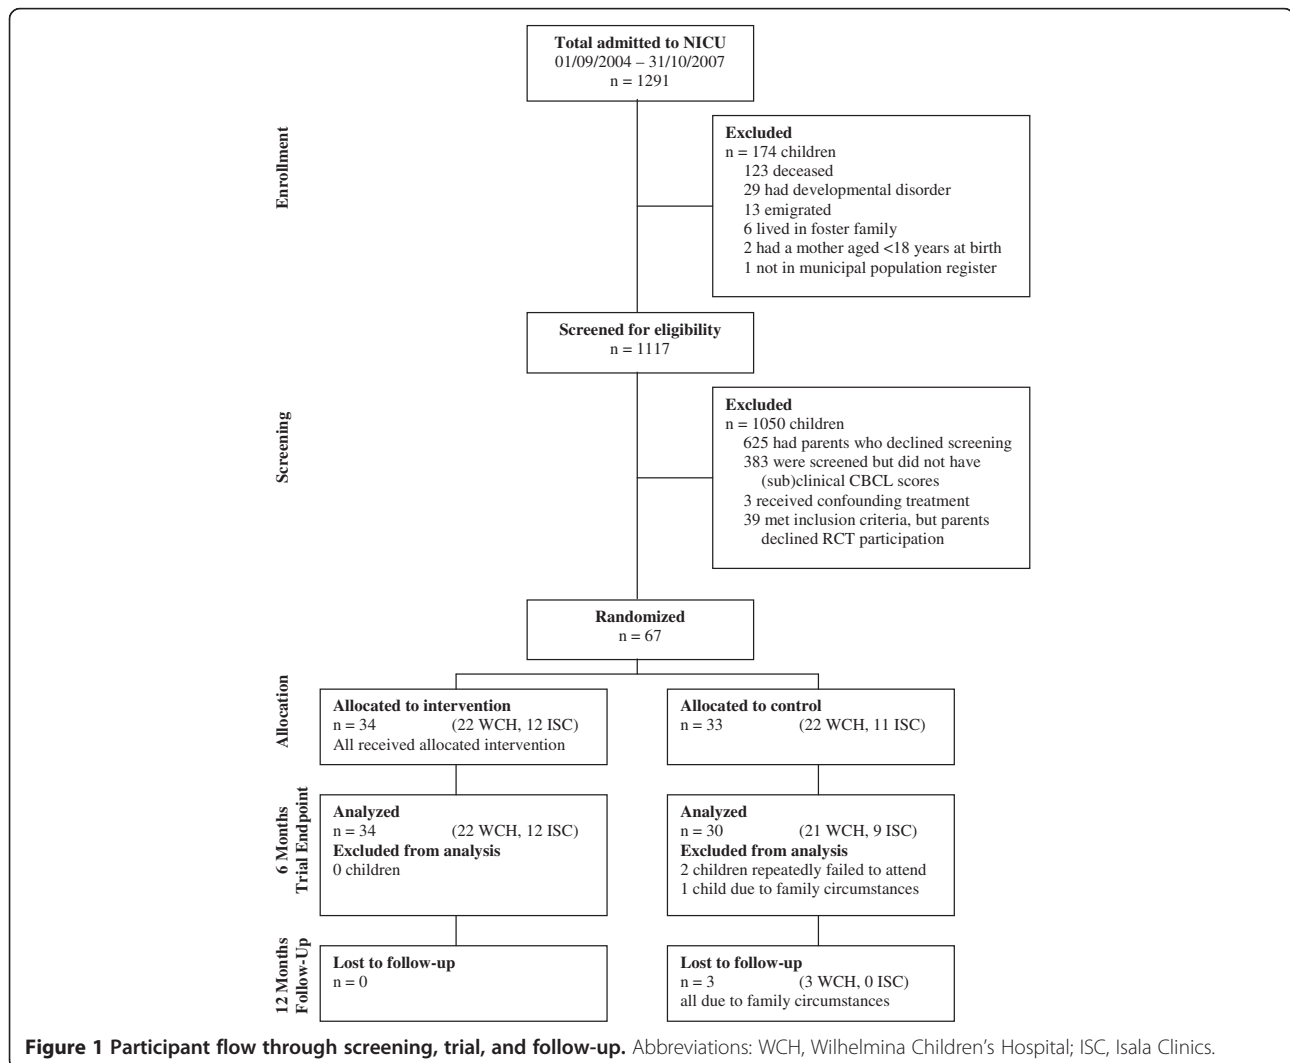 Total admitted to NICU
01/09/2004 – 31/10/2007
n = 1291
Enrollment
Excluded
n = 174 children
123 deceased
29 had developmental disorder
13 emigrated
6 lived in foster family
2 had a mother aged <18 years at birth
1 not in municipal population register
Screened for eligibility
n = 1117
Screening
Excluded
n = 1050 children
625 had parents who declined screening
383 were screened but did not have
(sub)clinical CBCL scores
3 received confounding treatment
39 met inclusion criteria, but parents
declined RCT participation
Randomized
n = 67
Allocation
Allocated to intervention
n = 34 (22 WCH, 12 ISC)
All received allocated intervention
Allocated to control
n = 33 (22 WCH, 11 ISC)
6 Months
Trial Endpoint
Analyzed
n = 34 (22 WCH, 12 ISC)
Excluded from analysis
0 children
Analyzed
n = 30 (21 WCH, 9 ISC)
Excluded from analysis
2 children repeatedly failed to attend
1 child due to family circumstances
12 Months
Follow-Up
Lost to follow-up
n = 0
Lost to follow-up
n = 3 (3 WCH, 0 ISC)
all due to family circumstances
Figure 1 Participant flow through screening, trial, and follow-up. Abbreviations: WCH, Wilhelmina Children's Hospital; ISC, Isala Clinics.